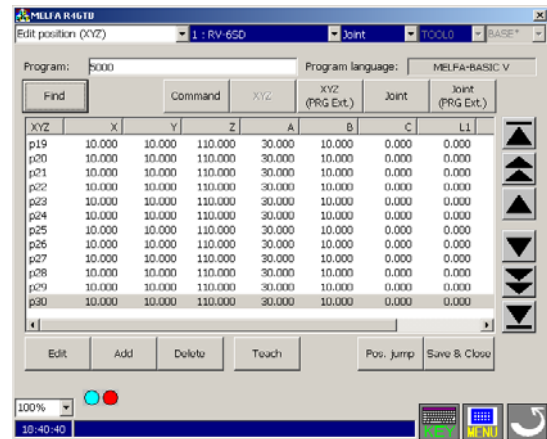 MELFA R46TB
Edit position (XYZ) 1 : RV-6SD Joint TOOL0 BASE*
Program: 5000 Program language: MELFA-BASIC V
Find Command XYZ XYZ (PRG Ext.) Joint Joint (PRG Ext.)
XYZ X Y Z A B C L1
p19 10.000 10.000 110.000 30.000 10.000 0.000 0.000
p20 10.000 10.000 110.000 30.000 10.000 0.000 0.000
p21 10.000 10.000 110.000 30.000 10.000 0.000 0.000
p22 10.000 10.000 110.000 30.000 10.000 0.000 0.000
p23 10.000 10.000 110.000 30.000 10.000 0.000 0.000
p24 10.000 10.000 110.000 30.000 10.000 0.000 0.000
p25 10.000 10.000 110.000 30.000 10.000 0.000 0.000
p26 10.000 10.000 110.000 30.000 10.000 0.000 0.000
p27 10.000 10.000 110.000 30.000 10.000 0.000 0.000
p28 10.000 10.000 110.000 30.000 10.000 0.000 0.000
p29 10.000 10.000 110.000 30.000 10.000 0.000 0.000
p30 10.000 10.000 110.000 30.000 10.000 0.000 0.000
Edit Add Delete Teach Pos. jump Save & Close
100%
18:40:40 KEY MENU